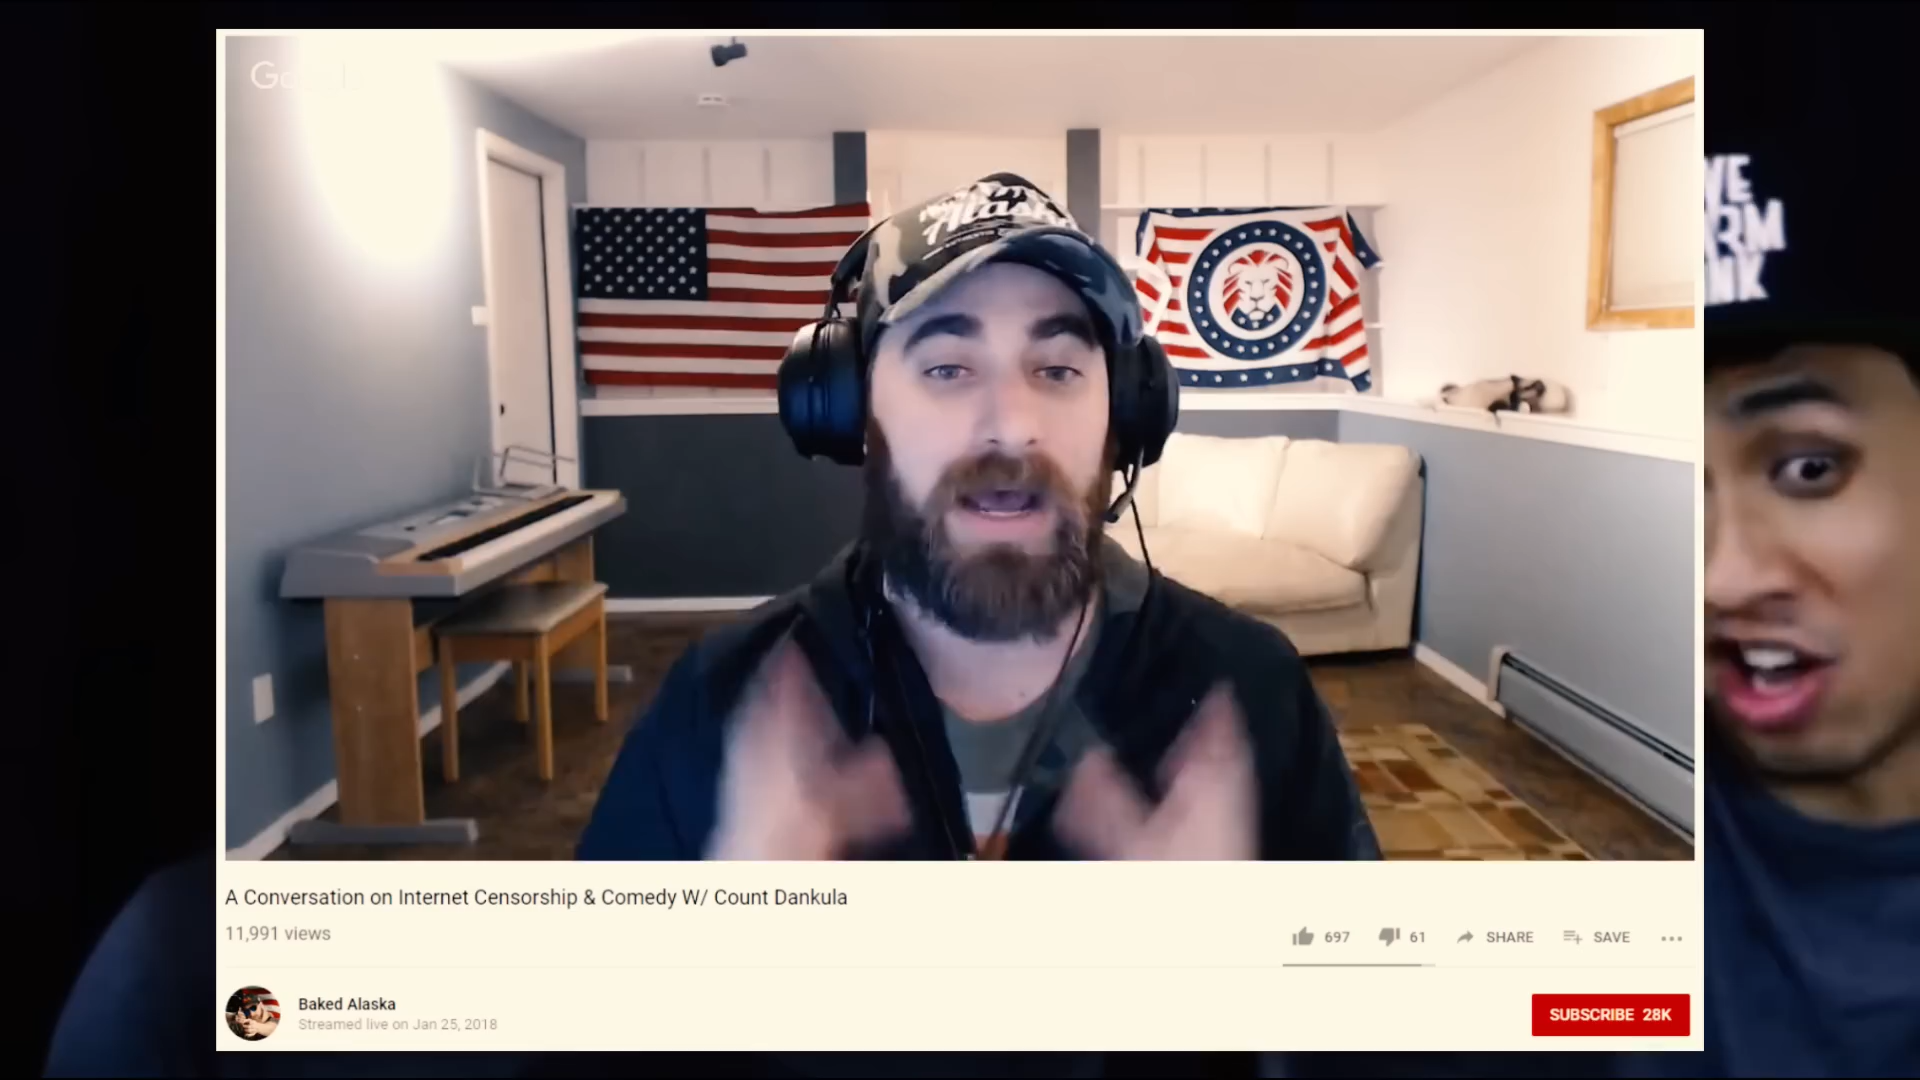 Alaska
A Conversation on Internet Censorship & Comedy W/ Count Dankula
11,991 views
697
61
SHARE
SAVE
Baked Alaska
Streamed live on Jan 25, 2018
SUBSCRIBE 28K